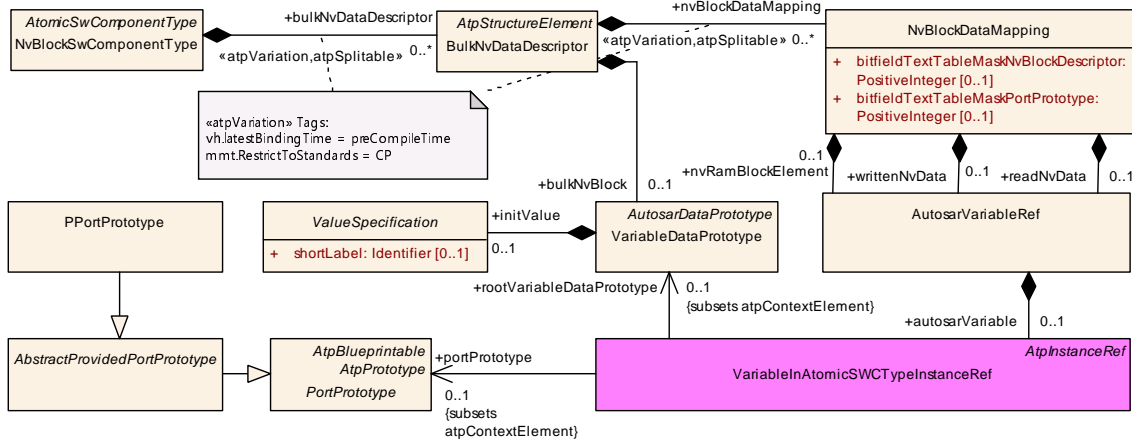 AtomicSwComponentType
NvBlockSwComponentType
+bulkNvDataDescriptor
«atpVariation,atpSplitable»
0..*
AtpStructureElement
BulkNvDataDescriptor
+nvBlockDataMapping
«atpVariation,atpSplitable»
0..*
NvBlockDataMapping
+ bitfieldTextTableMaskNvBlockDescriptor:
PositiveInteger [0..1]
+ bitfieldTextTableMaskPortPrototype:
PositiveInteger [0..1]
«atpVariation» Tags:
vh.latestBindingTime = preCompileTime
mmt.RestrictToStandards = CP
+bulkNvBlock
0..1
0..1
+nvRamBlockElement
+writtenNvData
0..1
+readNvData
0..1
PPortPrototype
ValueSpecification
+ shortLabel: Identifier [0..1]
+initValue
0..1
AutosarDataPrototype
VariableDataPrototype
AutosarVariableRef
+rootVariableDataPrototype
0..1
{subsets atpContextElement}
+autosarVariable
0..1
AbstractProvidedPortPrototype
AtpBlueprintable
AtpPrototype
PortPrototype
+portPrototype
0..1
{subsets
atpContextElement}
AtpInstanceRef
VariableInAtomicSWCTypeInstanceRef